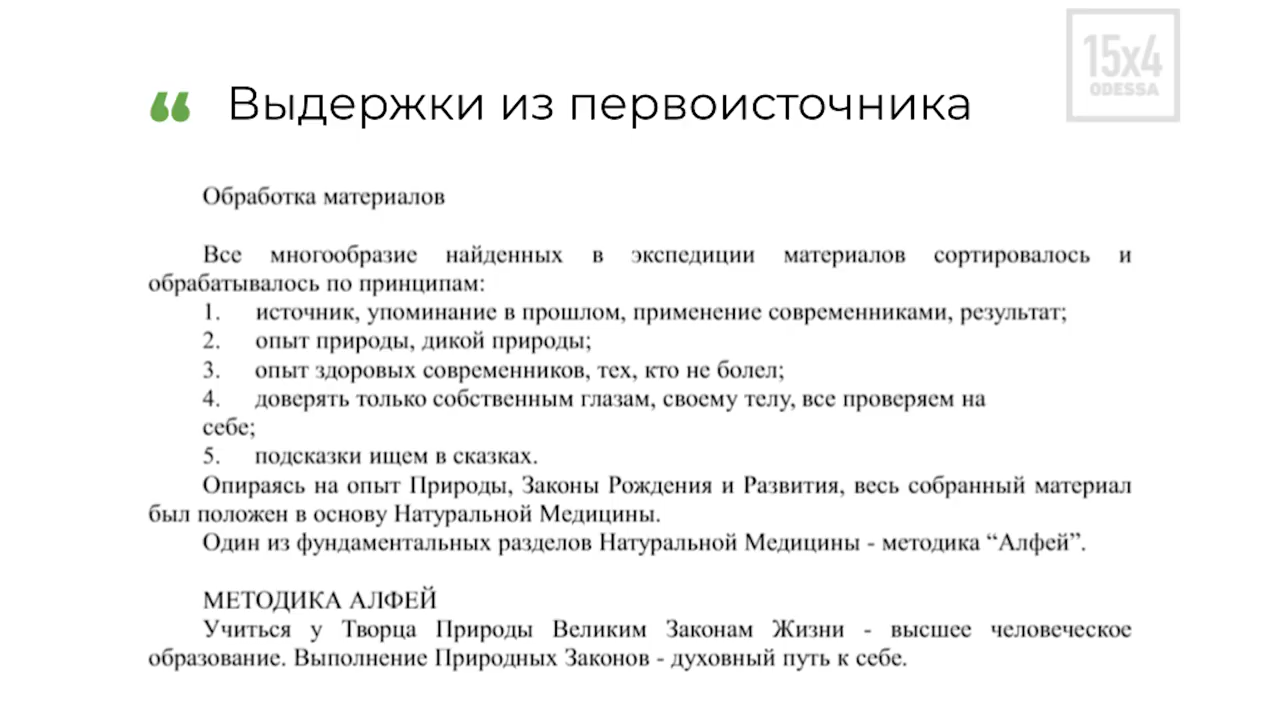 15x4
ODESSA
“ Выдержки из первоисточника
Обработка материалов
Все многообразие найденных в экспедиции материалов сортировалось и
обрабатывалось по принципам:
1. источник, упоминание в прошлом, применение современниками, результат;
2. опыт природы, дикой природы;
3. опыт здоровых современников, тех, кто не болел;
4. доверять только собственным глазам, своему телу, все проверяем на
себе;
5. подсказки ищем в сказках.
Опираясь на опыт Природы, Законы Рождения и Развития, весь собранный материал
был положен в основу Натуральной Медицины.
Один из фундаментальных разделов Натуральной Медицины - методика “Алфей”.
МЕТОДИКА АЛФЕЙ
Учиться у Творца Природы Великим Законам Жизни - высшее человеческое
образование. Выполнение Природных Законов - духовный путь к себе.